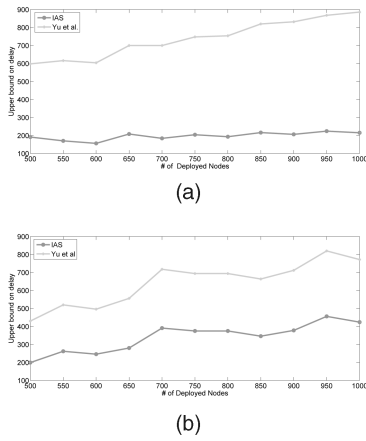 900
IAS
Yu et al.
800
700
600
500
400
300
200
100
Upper bound on delay
500 550 600 650 700 750 800 850 900 950 1000
# of Deployed Nodes
(a)
900
IAS
Yu et al
800
700
600
500
400
300
200
100
Upper bound on delay
500 550 600 650 700 750 800 850 900 950 1000
# of Deployed Nodes
(b)